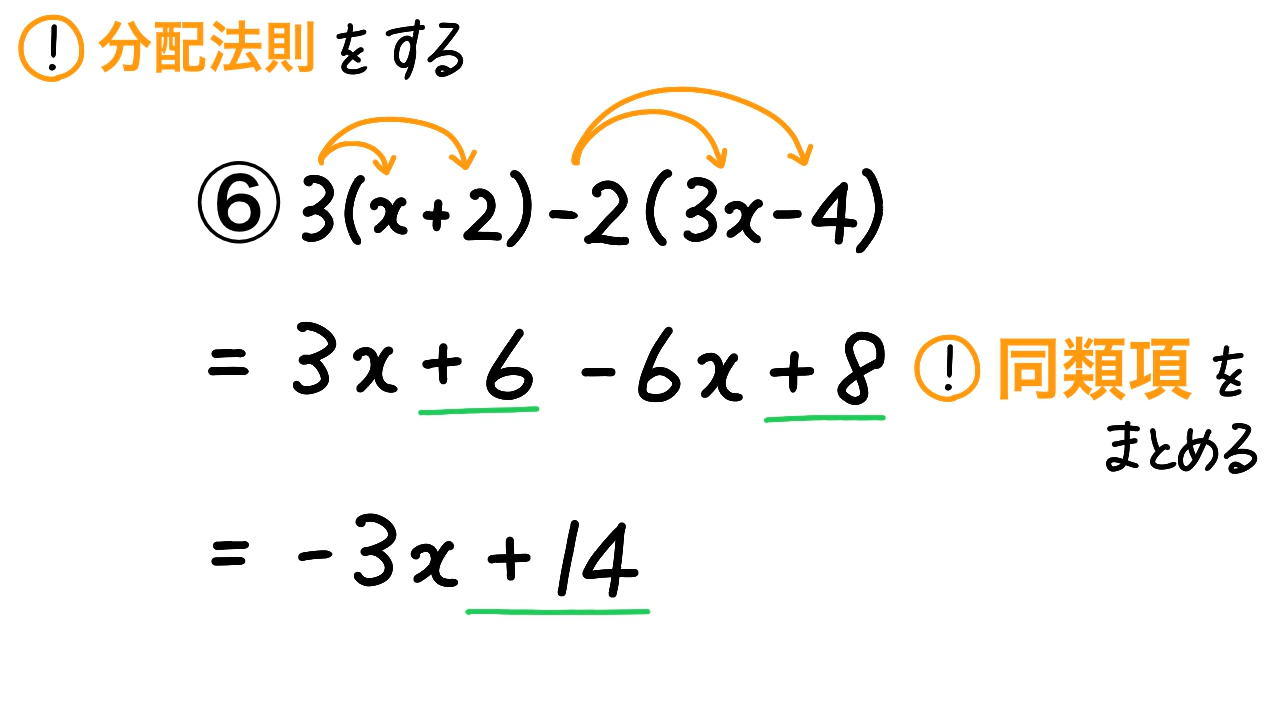 ! 分配法則をする
⑥ 3(x+2)-2(3x-4)
= 3x+6-6x+8 ! 同類項を
まとめる
= -3x+14